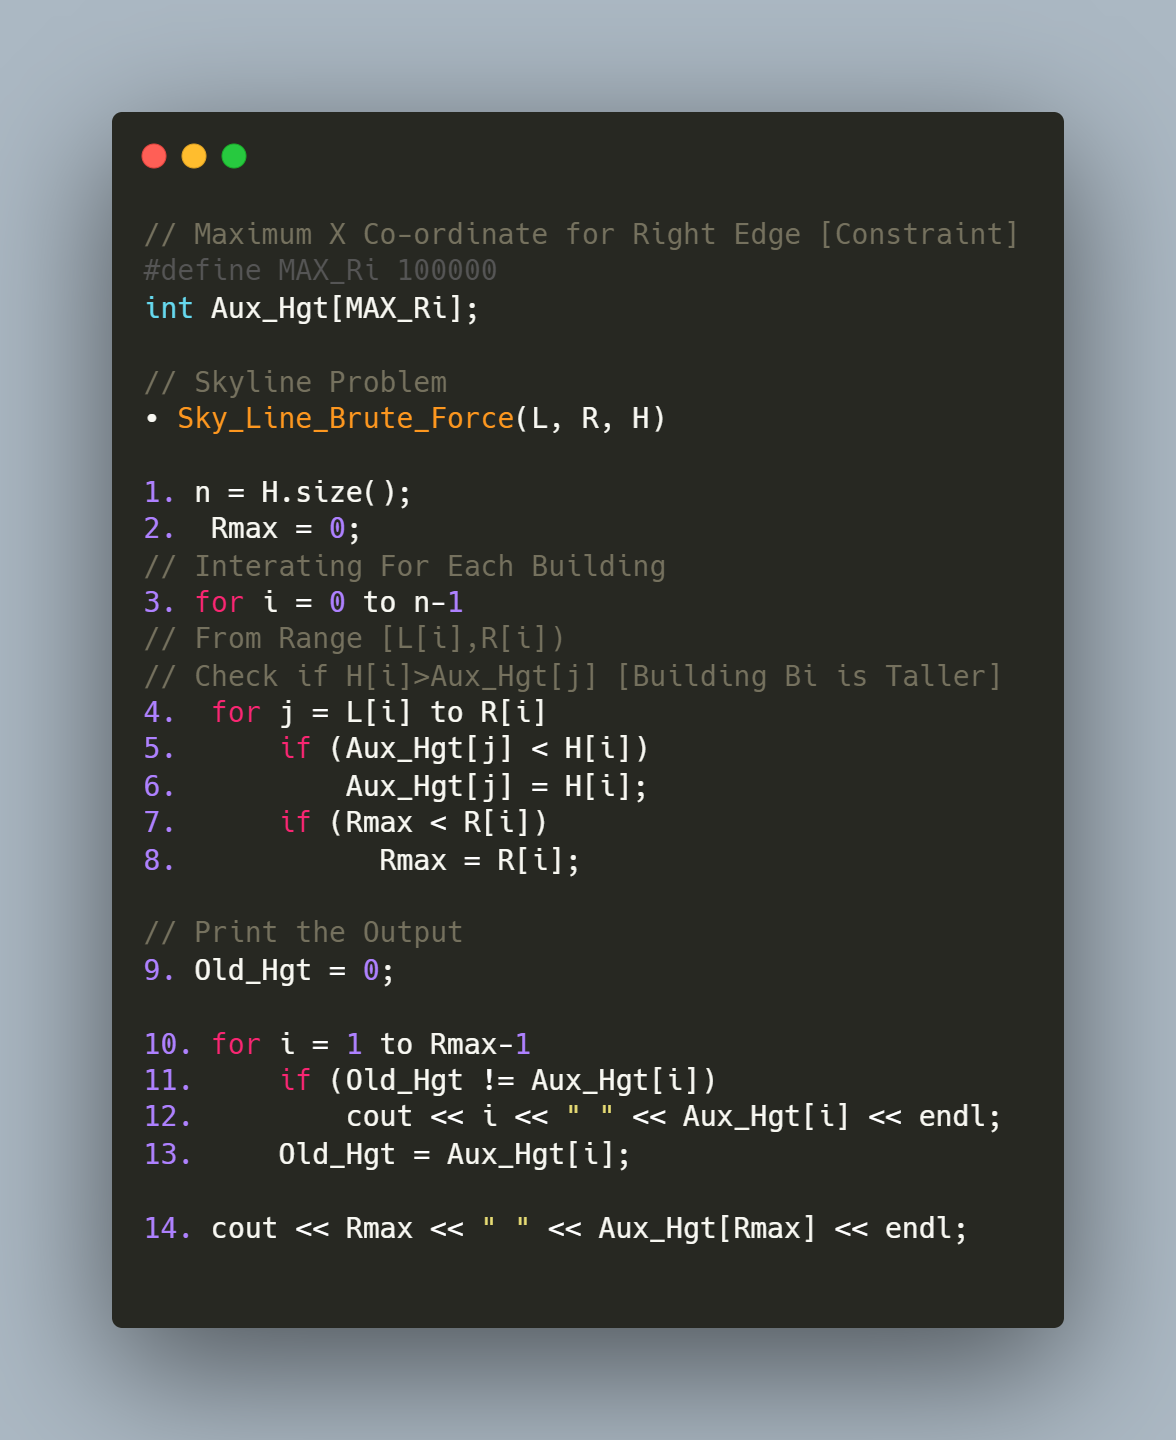 // Maximum X Co-ordinate for Right Edge [Constraint]
#define MAX_Ri 100000
int Aux_Hgt[MAX_Ri];
// Skyline Problem
• Sky_Line_Brute_Force(L, R, H)
1. n = H.size();
2.  Rmax = 0;
// Interating For Each Building
3. for i = 0 to n-1
// From Range [L[i],R[i])
// Check if H[i]>Aux_Hgt[j] [Building Bi is Taller]
4.  for j = L[i] to R[i]
5.      if (Aux_Hgt[j] < H[i])
6.          Aux_Hgt[j] = H[i];
7.      if (Rmax < R[i])
8.            Rmax = R[i];
// Print the Output
9. Old_Hgt = 0;
10. for i = 1 to Rmax-1
11.     if (Old_Hgt != Aux_Hgt[i])
12.         cout << i << " " << Aux_Hgt[i] << endl;
13.     Old_Hgt = Aux_Hgt[i];
14. cout << Rmax << " " << Aux_Hgt[Rmax] << endl;